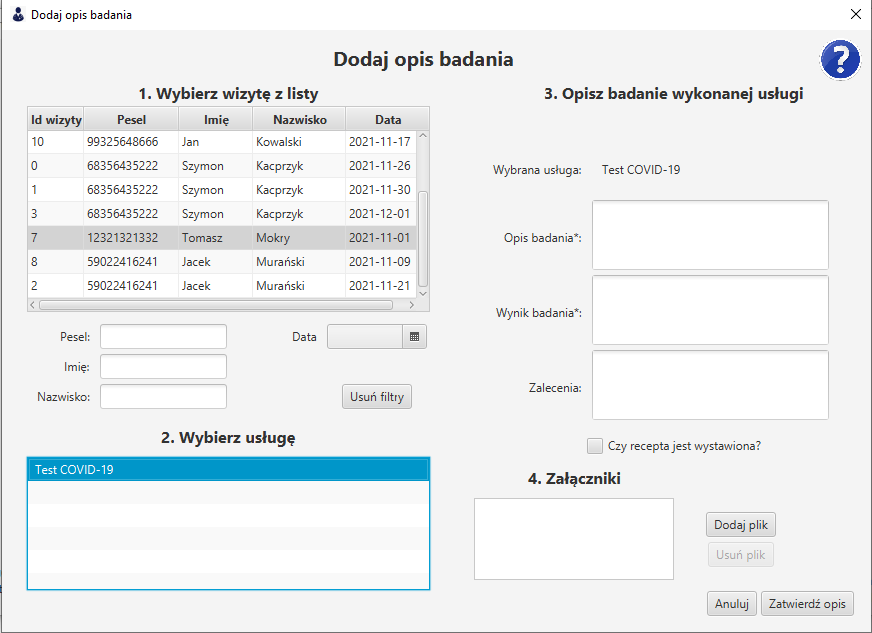 Dodaj opis badania
Dodaj opis badania
?
1. Wybierz wizytę z listy
Id wizyty Pesel Imię Nazwisko Data
10 99325648666 Jan Kowalski 2021-11-17
0 68356435222 Szymon Kacprzyk 2021-11-26
1 68356435222 Szymon Kacprzyk 2021-11-30
3 68356435222 Szymon Kacprzyk 2021-12-01
7 12321321332 Tomasz Mokry 2021-11-01
8 59022416241 Jacek Murański 2021-11-09
2 59022416241 Jacek Murański 2021-11-21
Pesel:
Data
Imię:
Nazwisko:
Usuń filtry
2. Wybierz usługę
Test COVID-19
3. Opisz badanie wykonanej usługi
Wybrana usługa: Test COVID-19
Opis badania*:
Wynik badania*:
Zalecenia:
Czy recepta jest wystawiona?
4. Załączniki
Dodaj plik
Usuń plik
Anuluj Zatwierdź opis